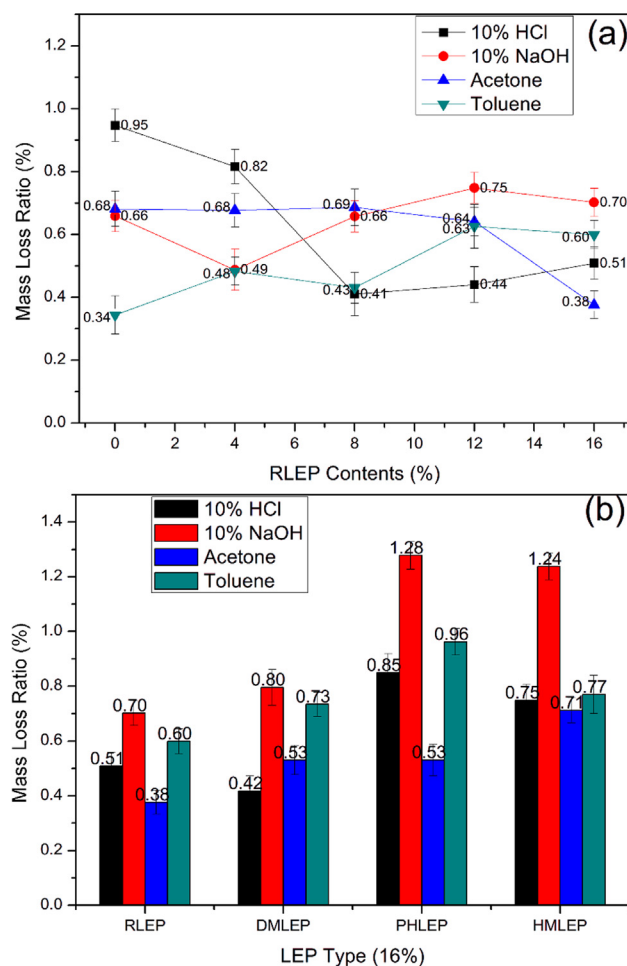 (a)
10% HCl
10% NaOH
Acetone
Toluene
Mass Loss Ratio (%)
1.2
1.0
0.8
0.6
0.4
0.2
0.0
0.95
0.82
0.68
0.68
0.69
0.75
0.70
0.66
0.66
0.64
0.63
0.60
0.48
0.49
0.51
0.43
0.41
0.44
0.38
0.34
0 2 4 6 8 10 12 14 16
RLEP Contents (%)
(b)
10% HCl
10% NaOH
Acetone
Toluene
Mass Loss Ratio (%)
1.4
1.2
1.0
0.8
0.6
0.4
0.2
0.0
0.51 0.70 0.38 0.60
0.42 0.80 0.53 0.73
0.85 1.28 0.53 0.96
0.75 1.24 0.71 0.77
RLEP DMLEP PHLEP HMLEP
LEP Type (16%)